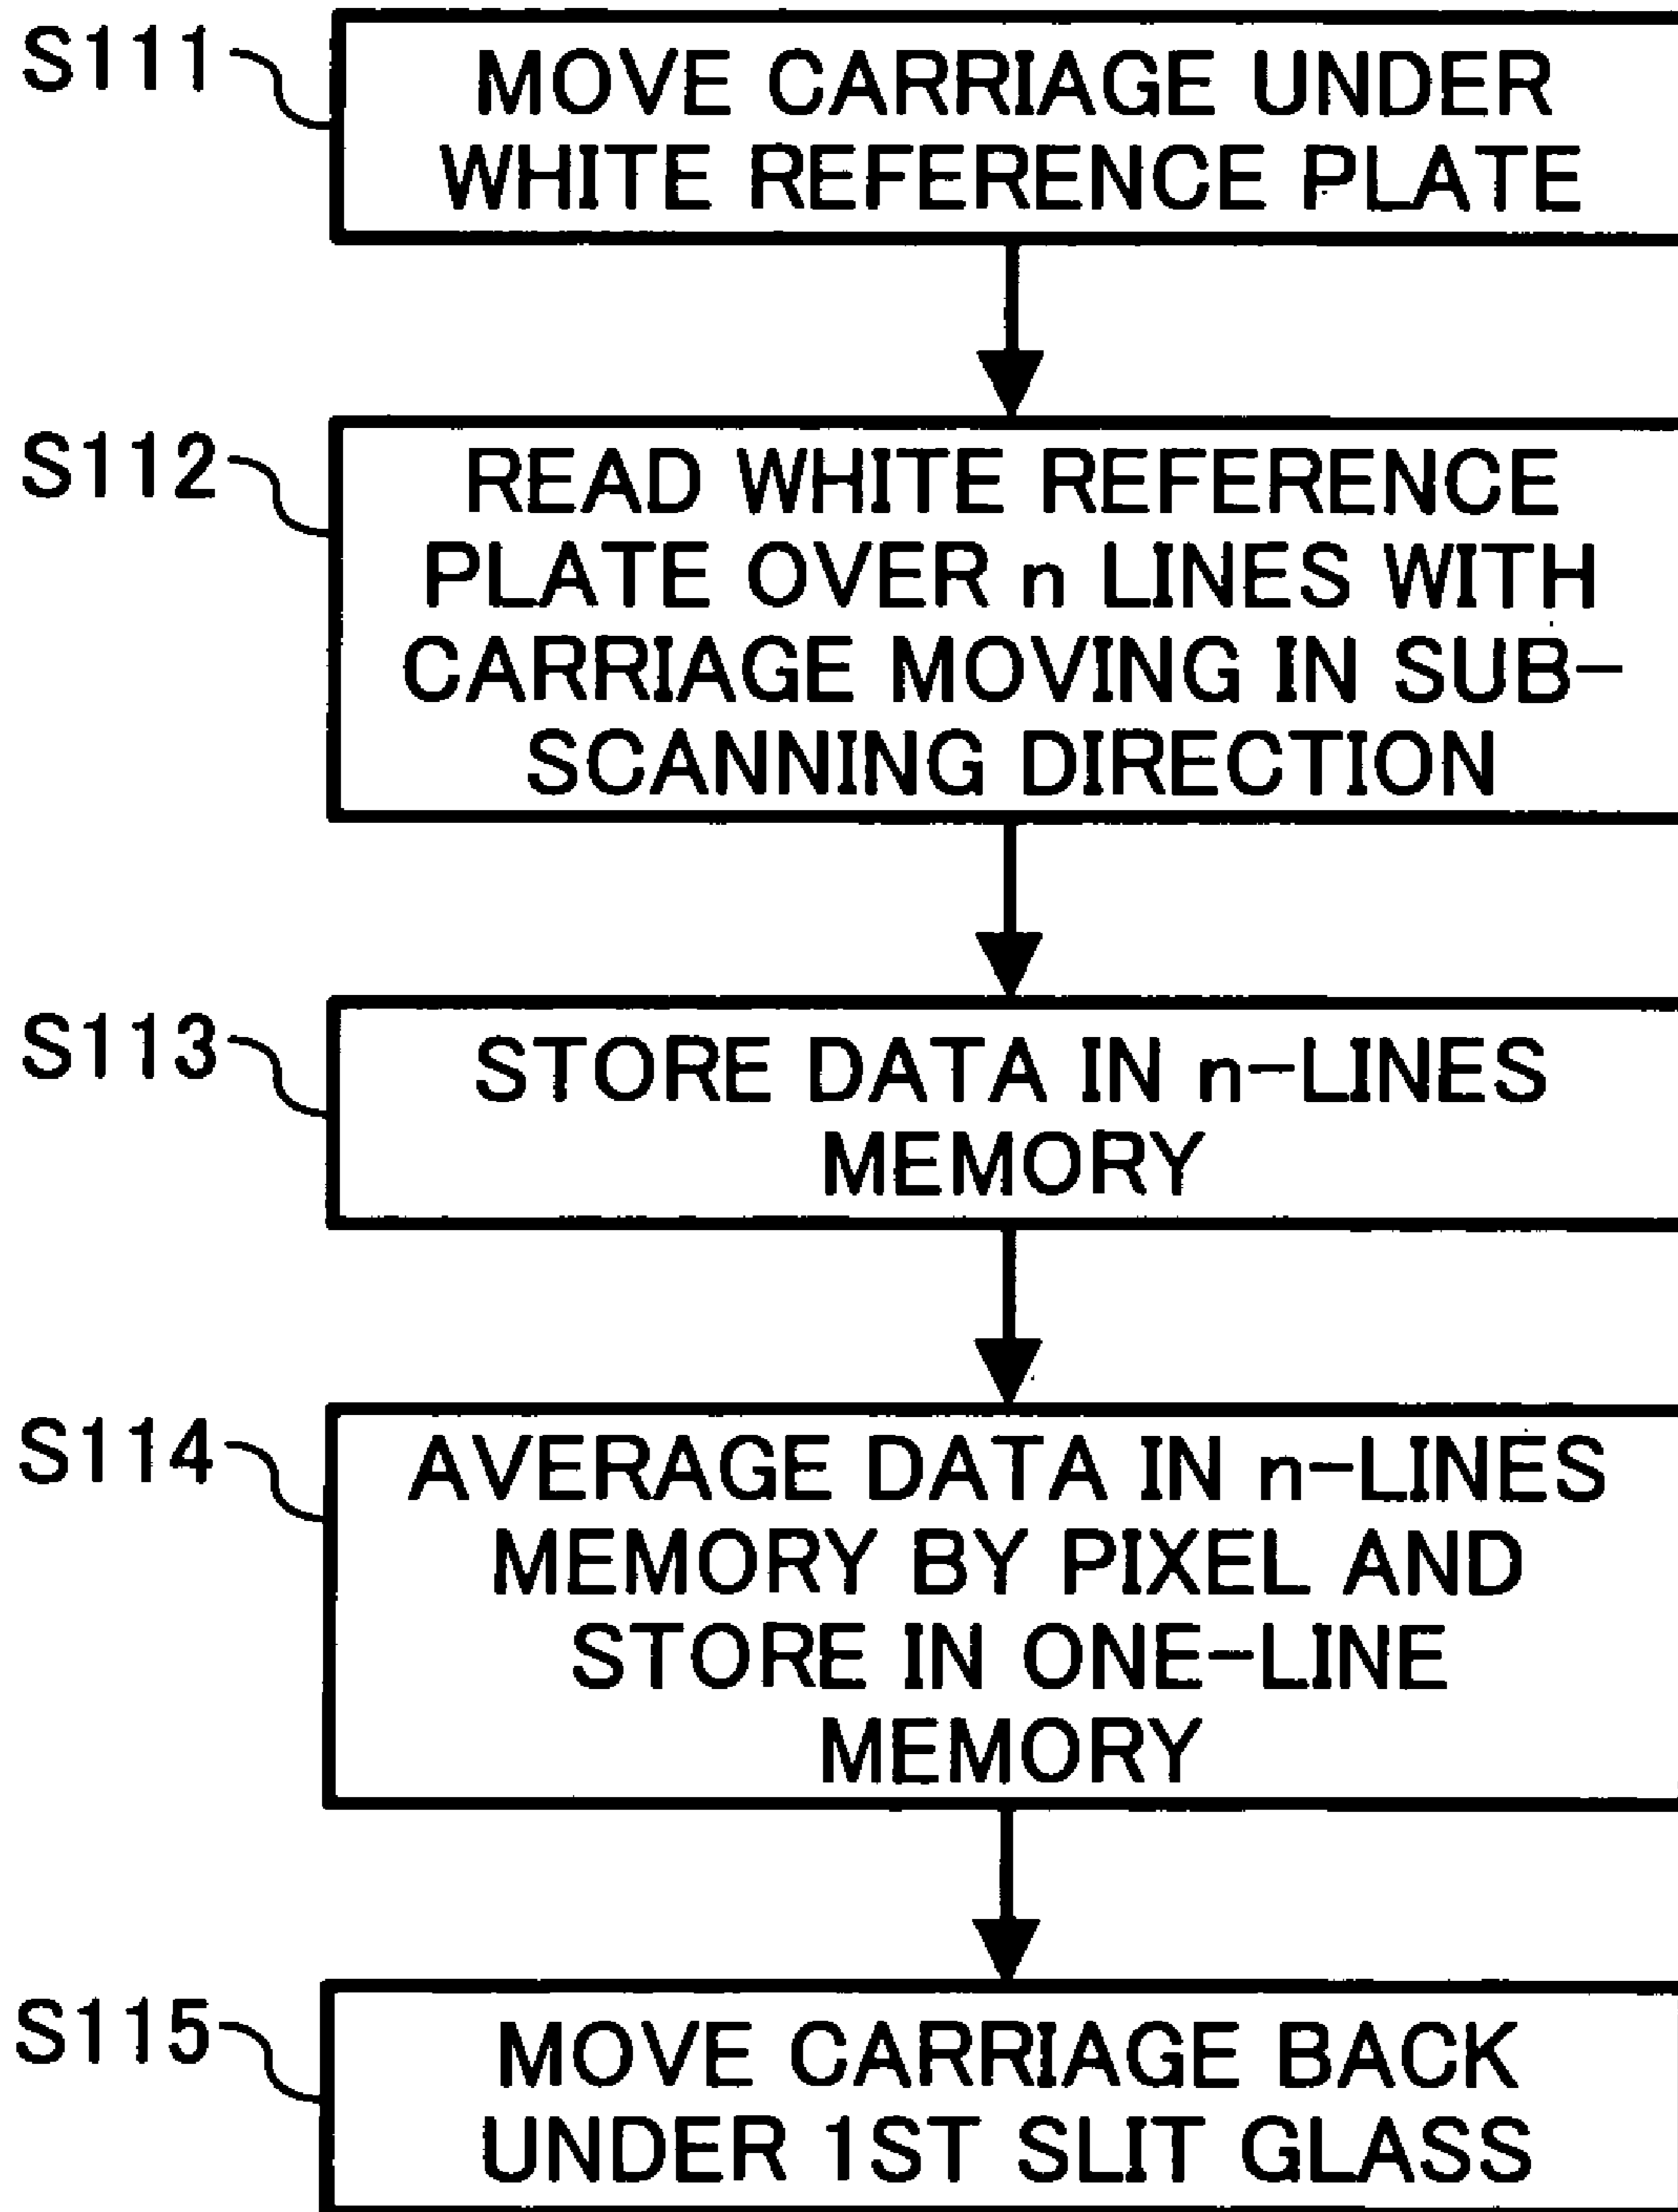 S111
MOVE CARRIAGE UNDER
WHITE REFERENCE PLATE
S112
READ WHITE REFERENCE
PLATE OVER n LINES WITH
CARRIAGE MOVING IN SUB-
SCANNING DIRECTION
S113
STORE DATA IN n-LINES
MEMORY
S114
AVERAGE DATA IN n-LINES
MEMORY BY PIXEL AND
STORE IN ONE-LINE
MEMORY
S115
MOVE CARRIAGE BACK
UNDER 1ST SLIT GLASS